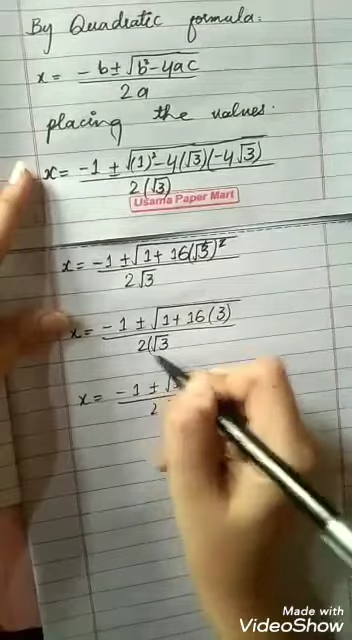 By Quadratic formula:
x = -b ± √b² - 4ac / 2a
placing the values.
x = -1 ± √(1)² - 4(√3)(-4√3) / 2(√3)
Usama Paper Mart
x = -1 ± √1 + 16(√3)² / 2√3
x = -1 ± √1 + 16(3) / 2(√3
x = -1 ± √ / 2
Made with
VideoShow